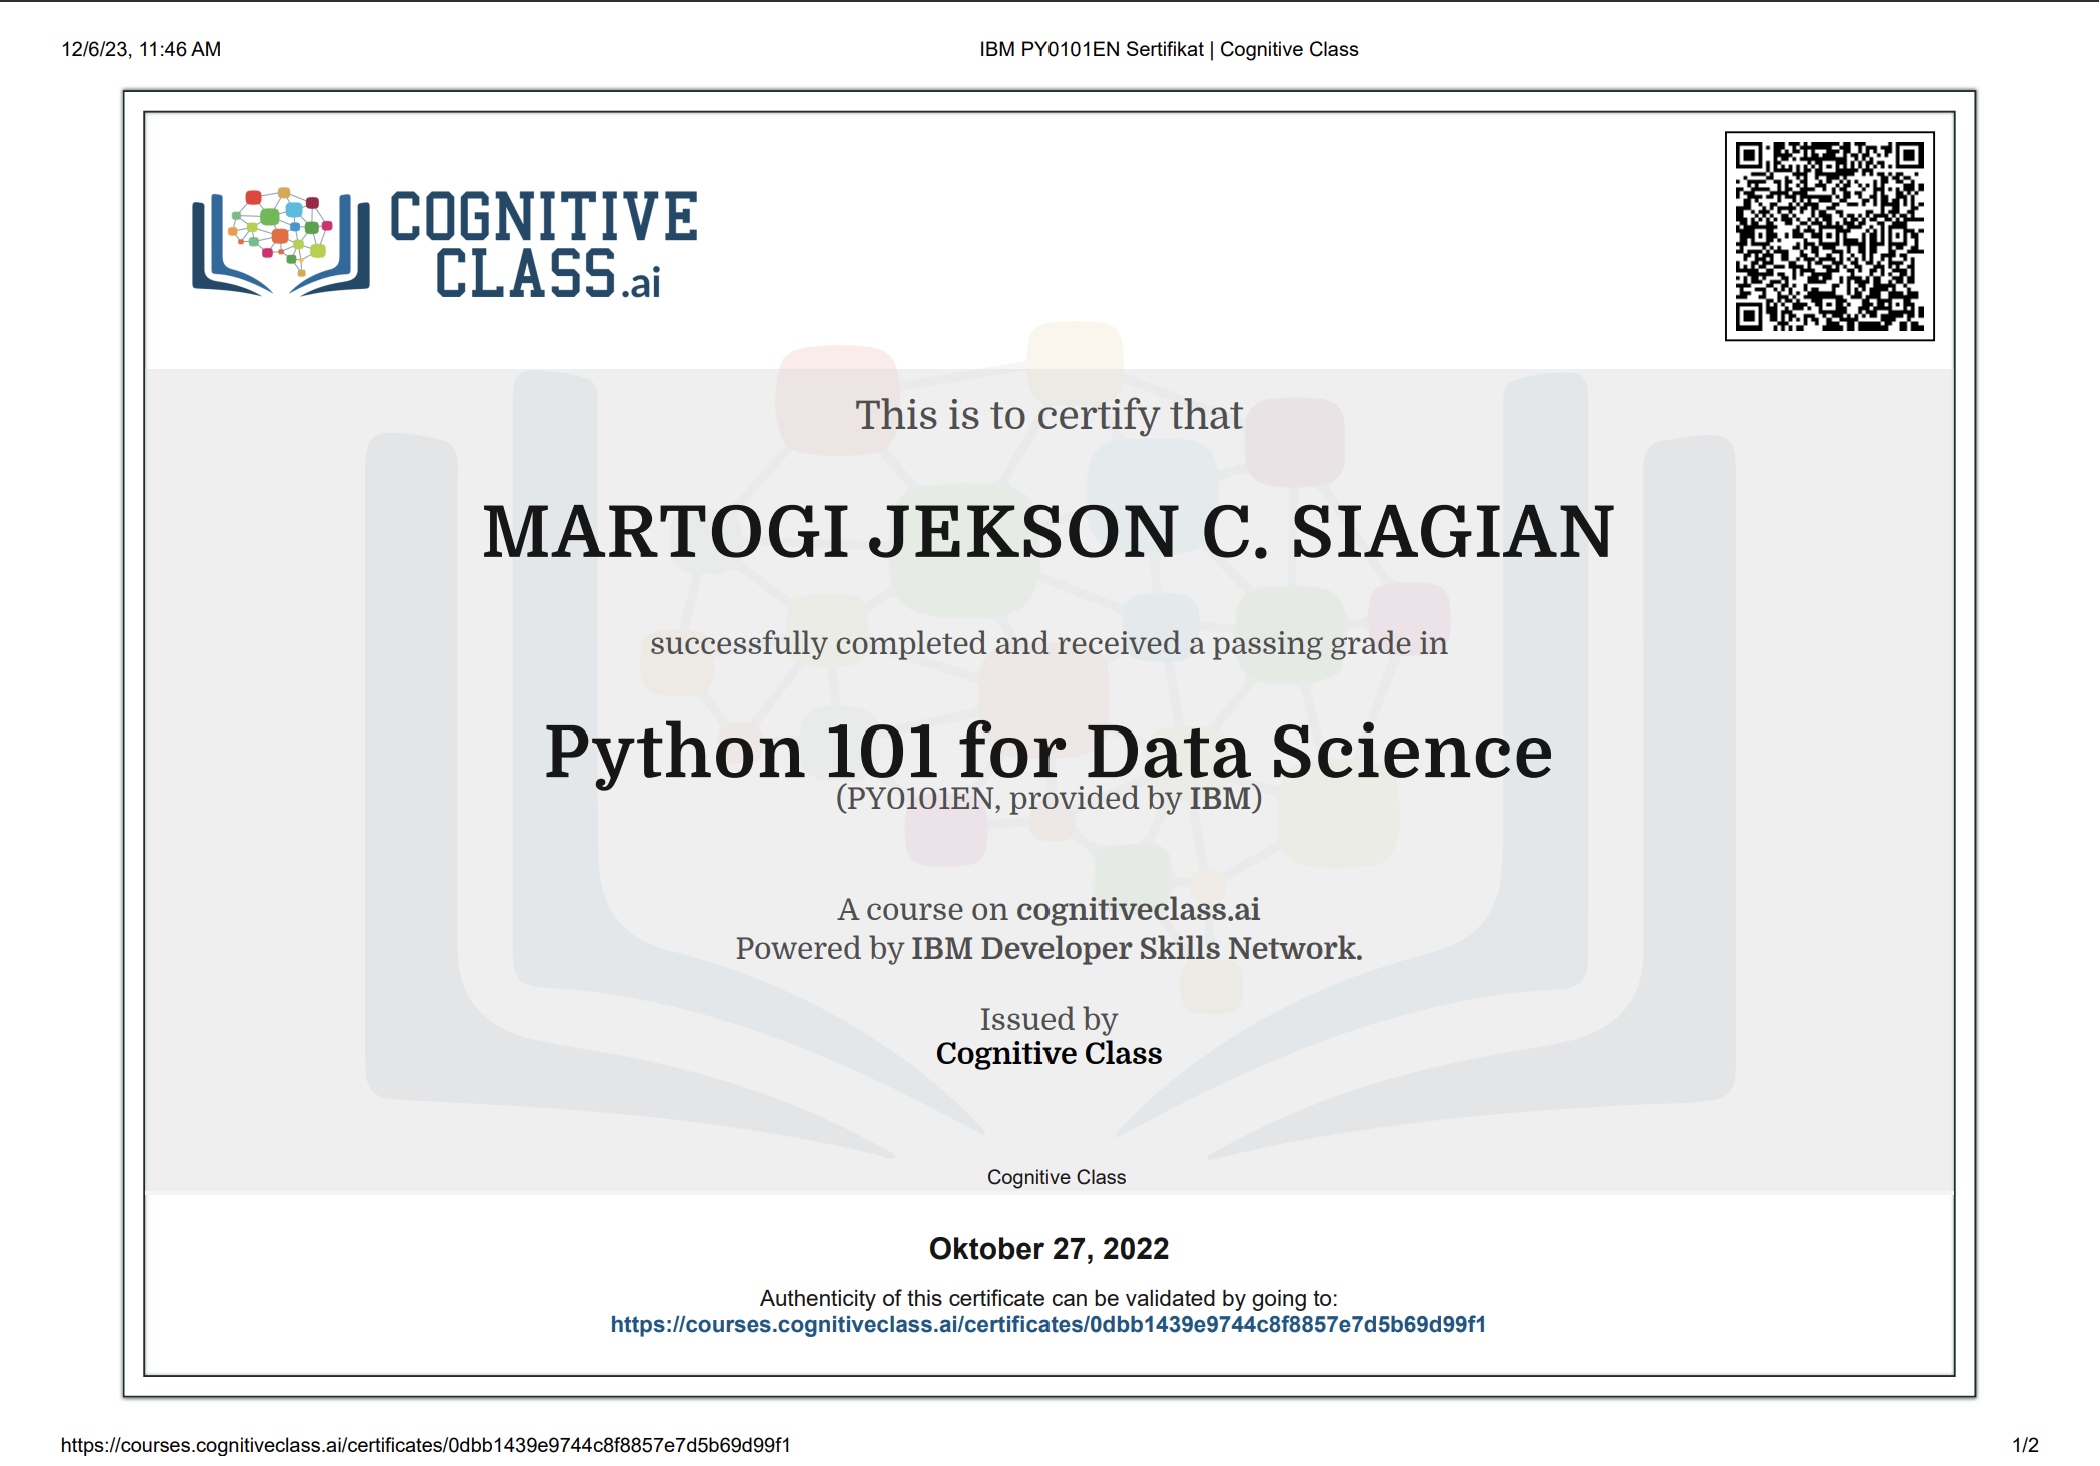 12/6/23, 11:46 AM
IBM PY0101EN Sertifikat | Cognitive Class
COGNITIVE
CLASS.ai
This is to certify that
MARTOGI JEKSON C. SIAGIAN
successfully completed and received a passing grade in
Python 101 for Data Science
(PY0101EN, provided by IBM)
A course on cognitiveclass.ai
Powered by IBM Developer Skills Network.
Issued by
Cognitive Class
Cognitive Class
Oktober 27, 2022
Authenticity of this certificate can be validated by going to:
https://courses.cognitiveclass.ai/certificates/0dbb1439e9744c8f8857e7d5b69d99f1
https://courses.cognitiveclass.ai/certificates/0dbb1439e9744c8f8857e7d5b69d99f1
1/2